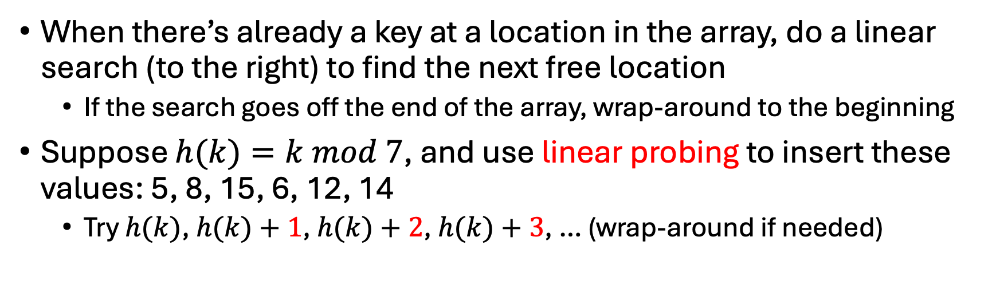 • When there’s already a key at a location in the array, do a linear
search (to the right) to find the next free location
• If the search goes off the end of the array, wrap-around to the beginning
• Suppose h(k) = k mod 7, and use linear probing to insert these
values: 5, 8, 15, 6, 12, 14
• Try h(k), h(k) + 1, h(k) + 2, h(k) + 3, … (wrap-around if needed)